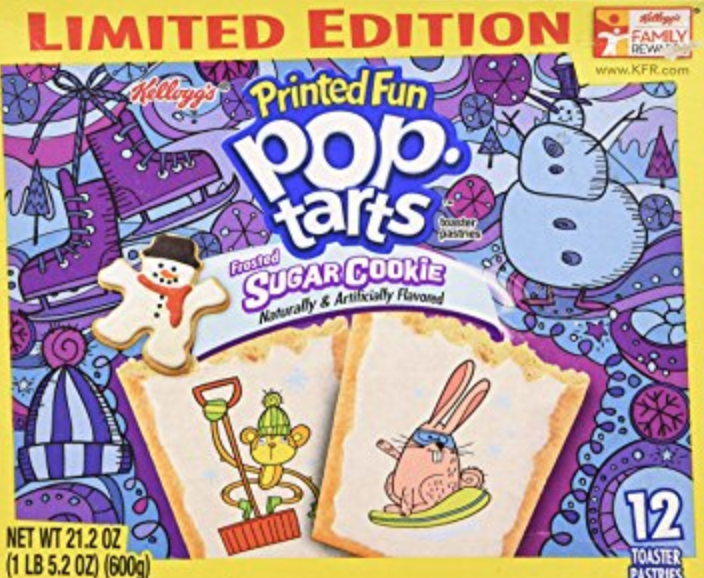 LIMITED EDITION
Kellogg's
FAMILY
REWARDS
www.KFR.com
Kellogg's
Printed Fun
POP•
tarts
toaster
pastries
Frosted
SUGAR COOKIE
Naturally & Artificially Flavored
12
TOASTER
PASTRIES
NET WT 21.2 OZ
(1 LB 5.2 OZ) (600g)